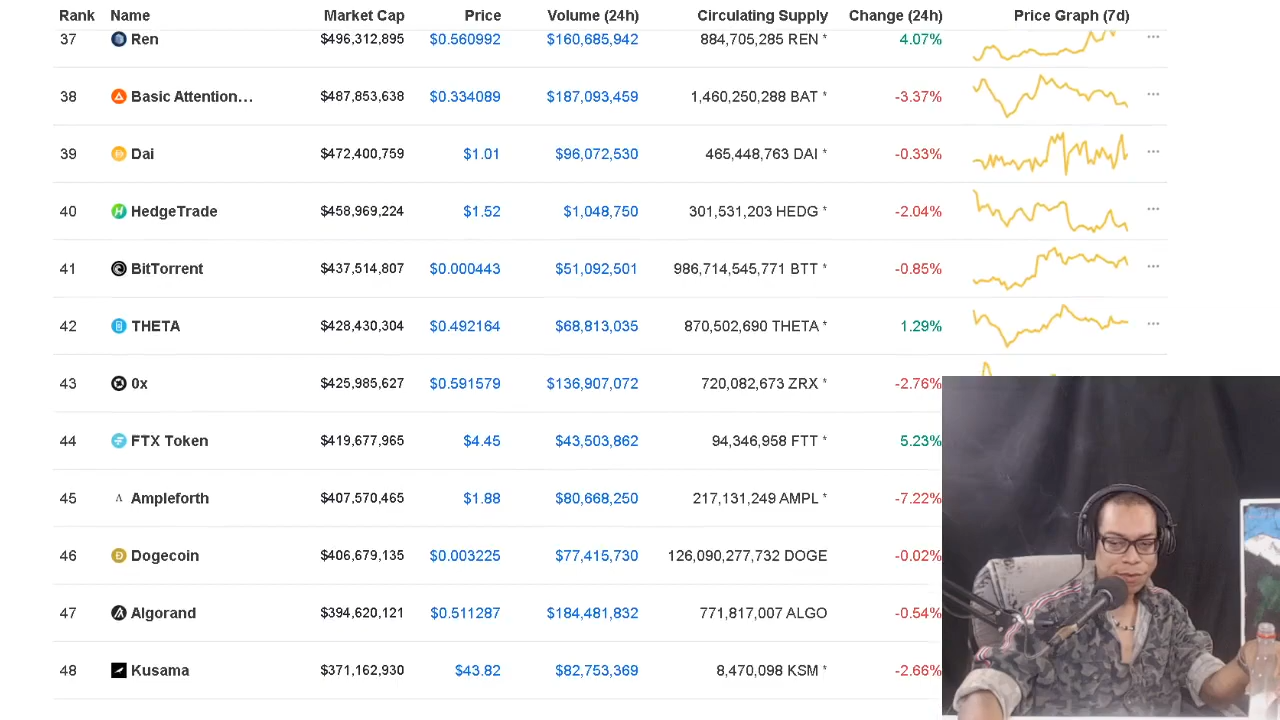 Rank Name Market Cap Price Volume (24h) Circulating Supply Change (24h) Price Graph (7d)
37 Ren $496,312,895 $0.560992 $160,685,942 884,705,285 REN * 4.07%
38 Basic Attention... $487,853,638 $0.334089 $187,093,459 1,460,250,288 BAT * -3.37%
39 Dai $472,400,759 $1.01 $96,072,530 465,448,763 DAI * -0.33%
40 HedgeTrade $458,969,224 $1.52 $1,048,750 301,531,203 HEDG * -2.04%
41 BitTorrent $437,514,807 $0.000443 $51,092,501 986,714,545,771 BTT * -0.85%
42 THETA $428,430,304 $0.492164 $68,813,035 870,502,690 THETA * 1.29%
43 0x $425,985,627 $0.591579 $136,907,072 720,082,673 ZRX * -2.76%
44 FTX Token $419,677,965 $4.45 $43,503,862 94,346,958 FTT * 5.23%
45 Ampleforth $407,570,465 $1.88 $80,668,250 217,131,249 AMPL * -7.22%
46 Dogecoin $406,679,135 $0.003225 $77,415,730 126,090,277,732 DOGE -0.02%
47 Algorand $394,620,121 $0.511287 $184,481,832 771,817,007 ALGO -0.54%
48 Kusama $371,162,930 $43.82 $82,753,369 8,470,098 KSM * -2.66%